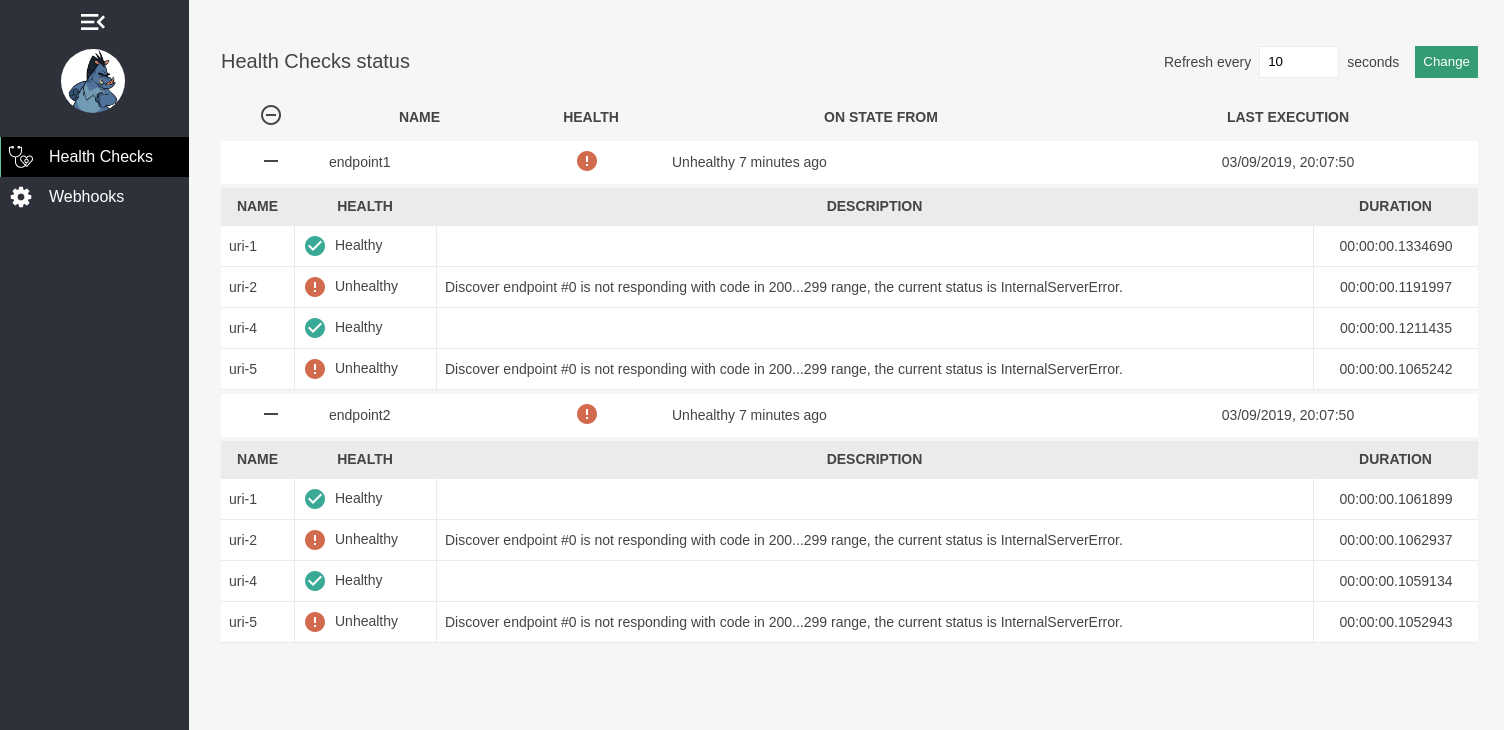 Health Checks
Webhooks
Health Checks status
Refresh every 10 seconds Change
NAME HEALTH ON STATE FROM LAST EXECUTION
endpoint1 Unhealthy 7 minutes ago 03/09/2019, 20:07:50
NAME HEALTH DESCRIPTION DURATION
uri-1 Healthy 00:00:00.1334690
uri-2 Unhealthy Discover endpoint #0 is not responding with code in 200...299 range, the current status is InternalServerError. 00:00:00.1191997
uri-4 Healthy 00:00:00.1211435
uri-5 Unhealthy Discover endpoint #0 is not responding with code in 200...299 range, the current status is InternalServerError. 00:00:00.1065242
endpoint2 Unhealthy 7 minutes ago 03/09/2019, 20:07:50
NAME HEALTH DESCRIPTION DURATION
uri-1 Healthy 00:00:00.1061899
uri-2 Unhealthy Discover endpoint #0 is not responding with code in 200...299 range, the current status is InternalServerError. 00:00:00.1062937
uri-4 Healthy 00:00:00.1059134
uri-5 Unhealthy Discover endpoint #0 is not responding with code in 200...299 range, the current status is InternalServerError. 00:00:00.1052943